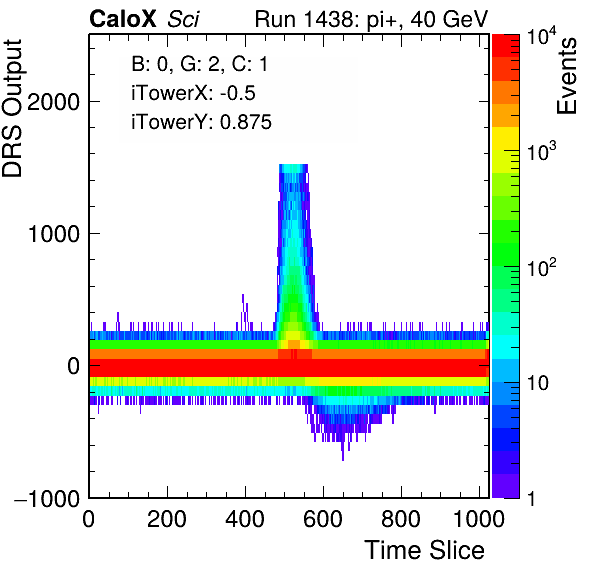 CaloX Sci Run 1438: pi+, 40 GeV
B: 0, G: 2, C: 1
iTowerX: -0.5
iTowerY: 0.875
DRS Output
2000
1000
0
−1000
0 200 400 600 800 1000
Time Slice
Events
10^4
10^3
10^2
10
1